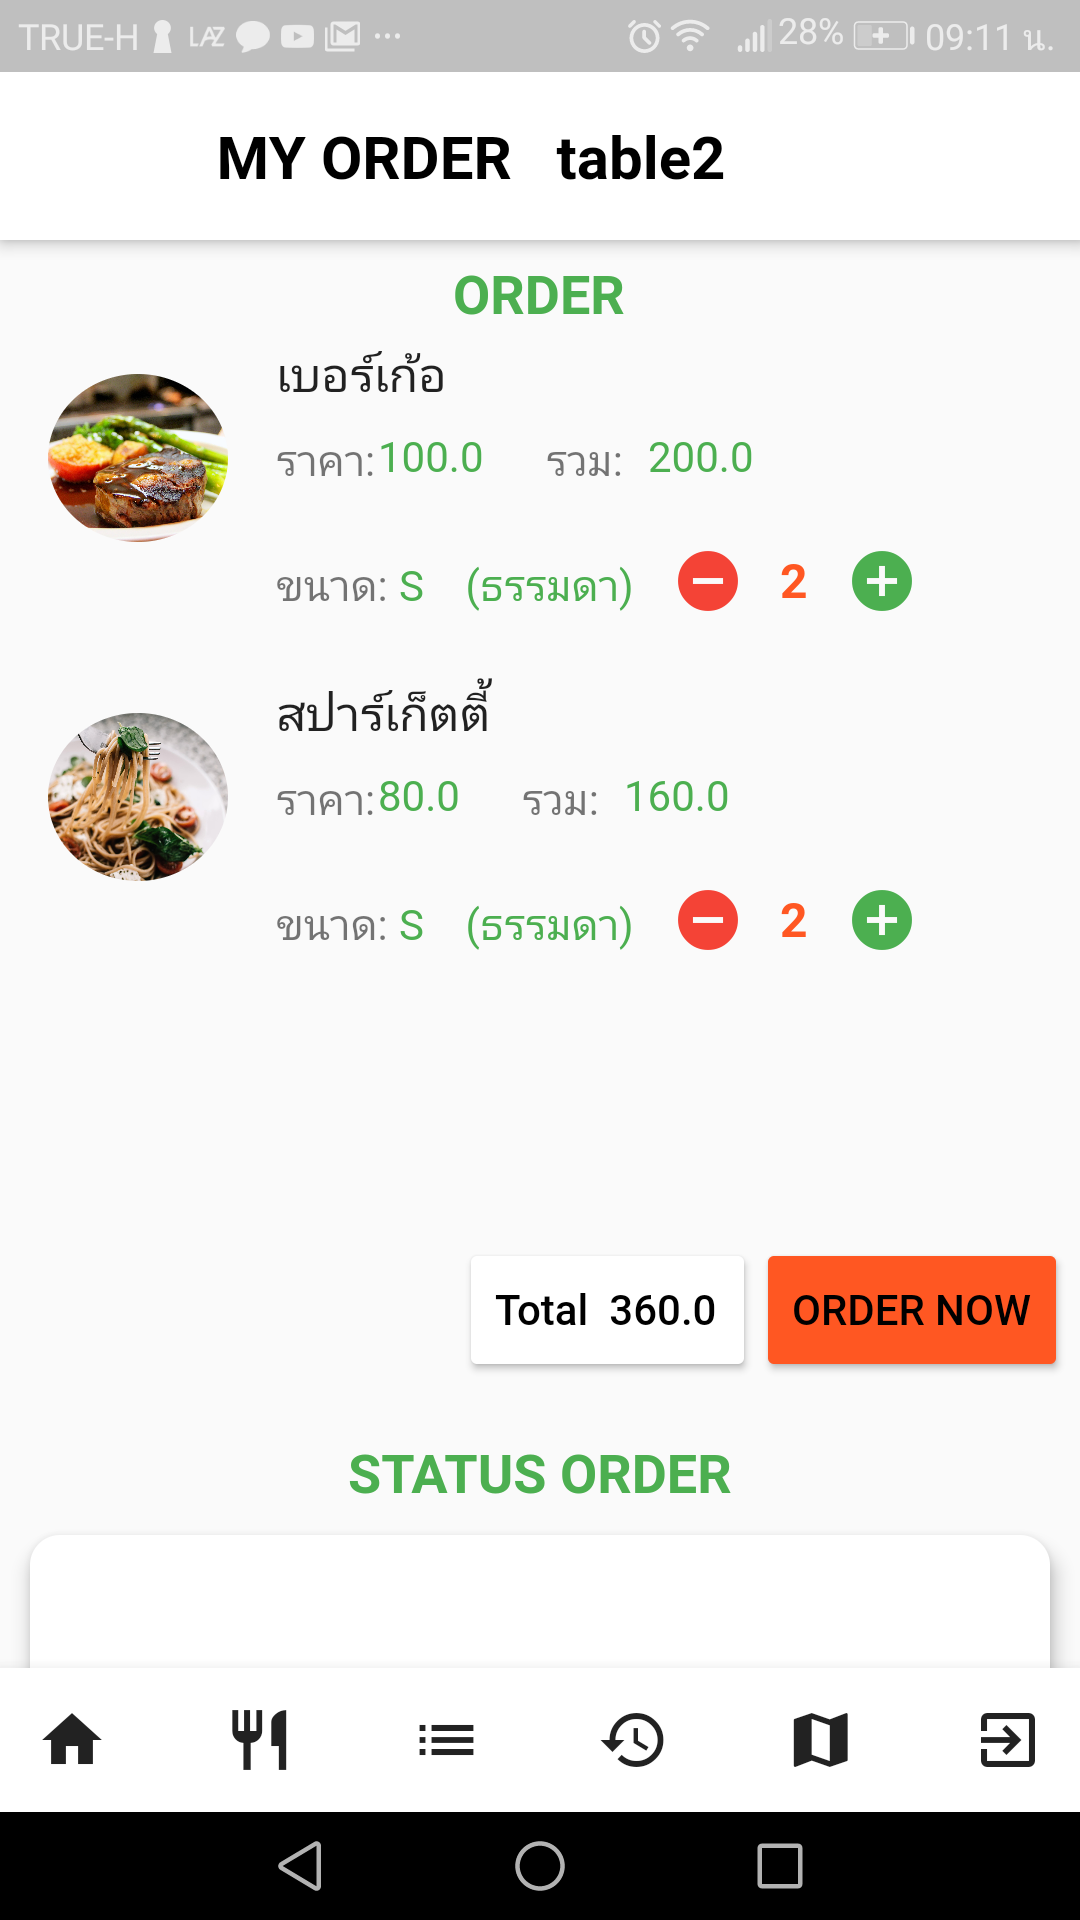 TRUE-H LAZ 28% 09:11 น.
MY ORDER table2
ORDER
เบอร์เก้อ
ราคา: 100.0 รวม: 200.0
ขนาด: S (ธรรมดา) 2
สปาร์เก็ตตี้
ราคา: 80.0 รวม: 160.0
ขนาด: S (ธรรมดา) 2
Total 360.0 ORDER NOW
STATUS ORDER